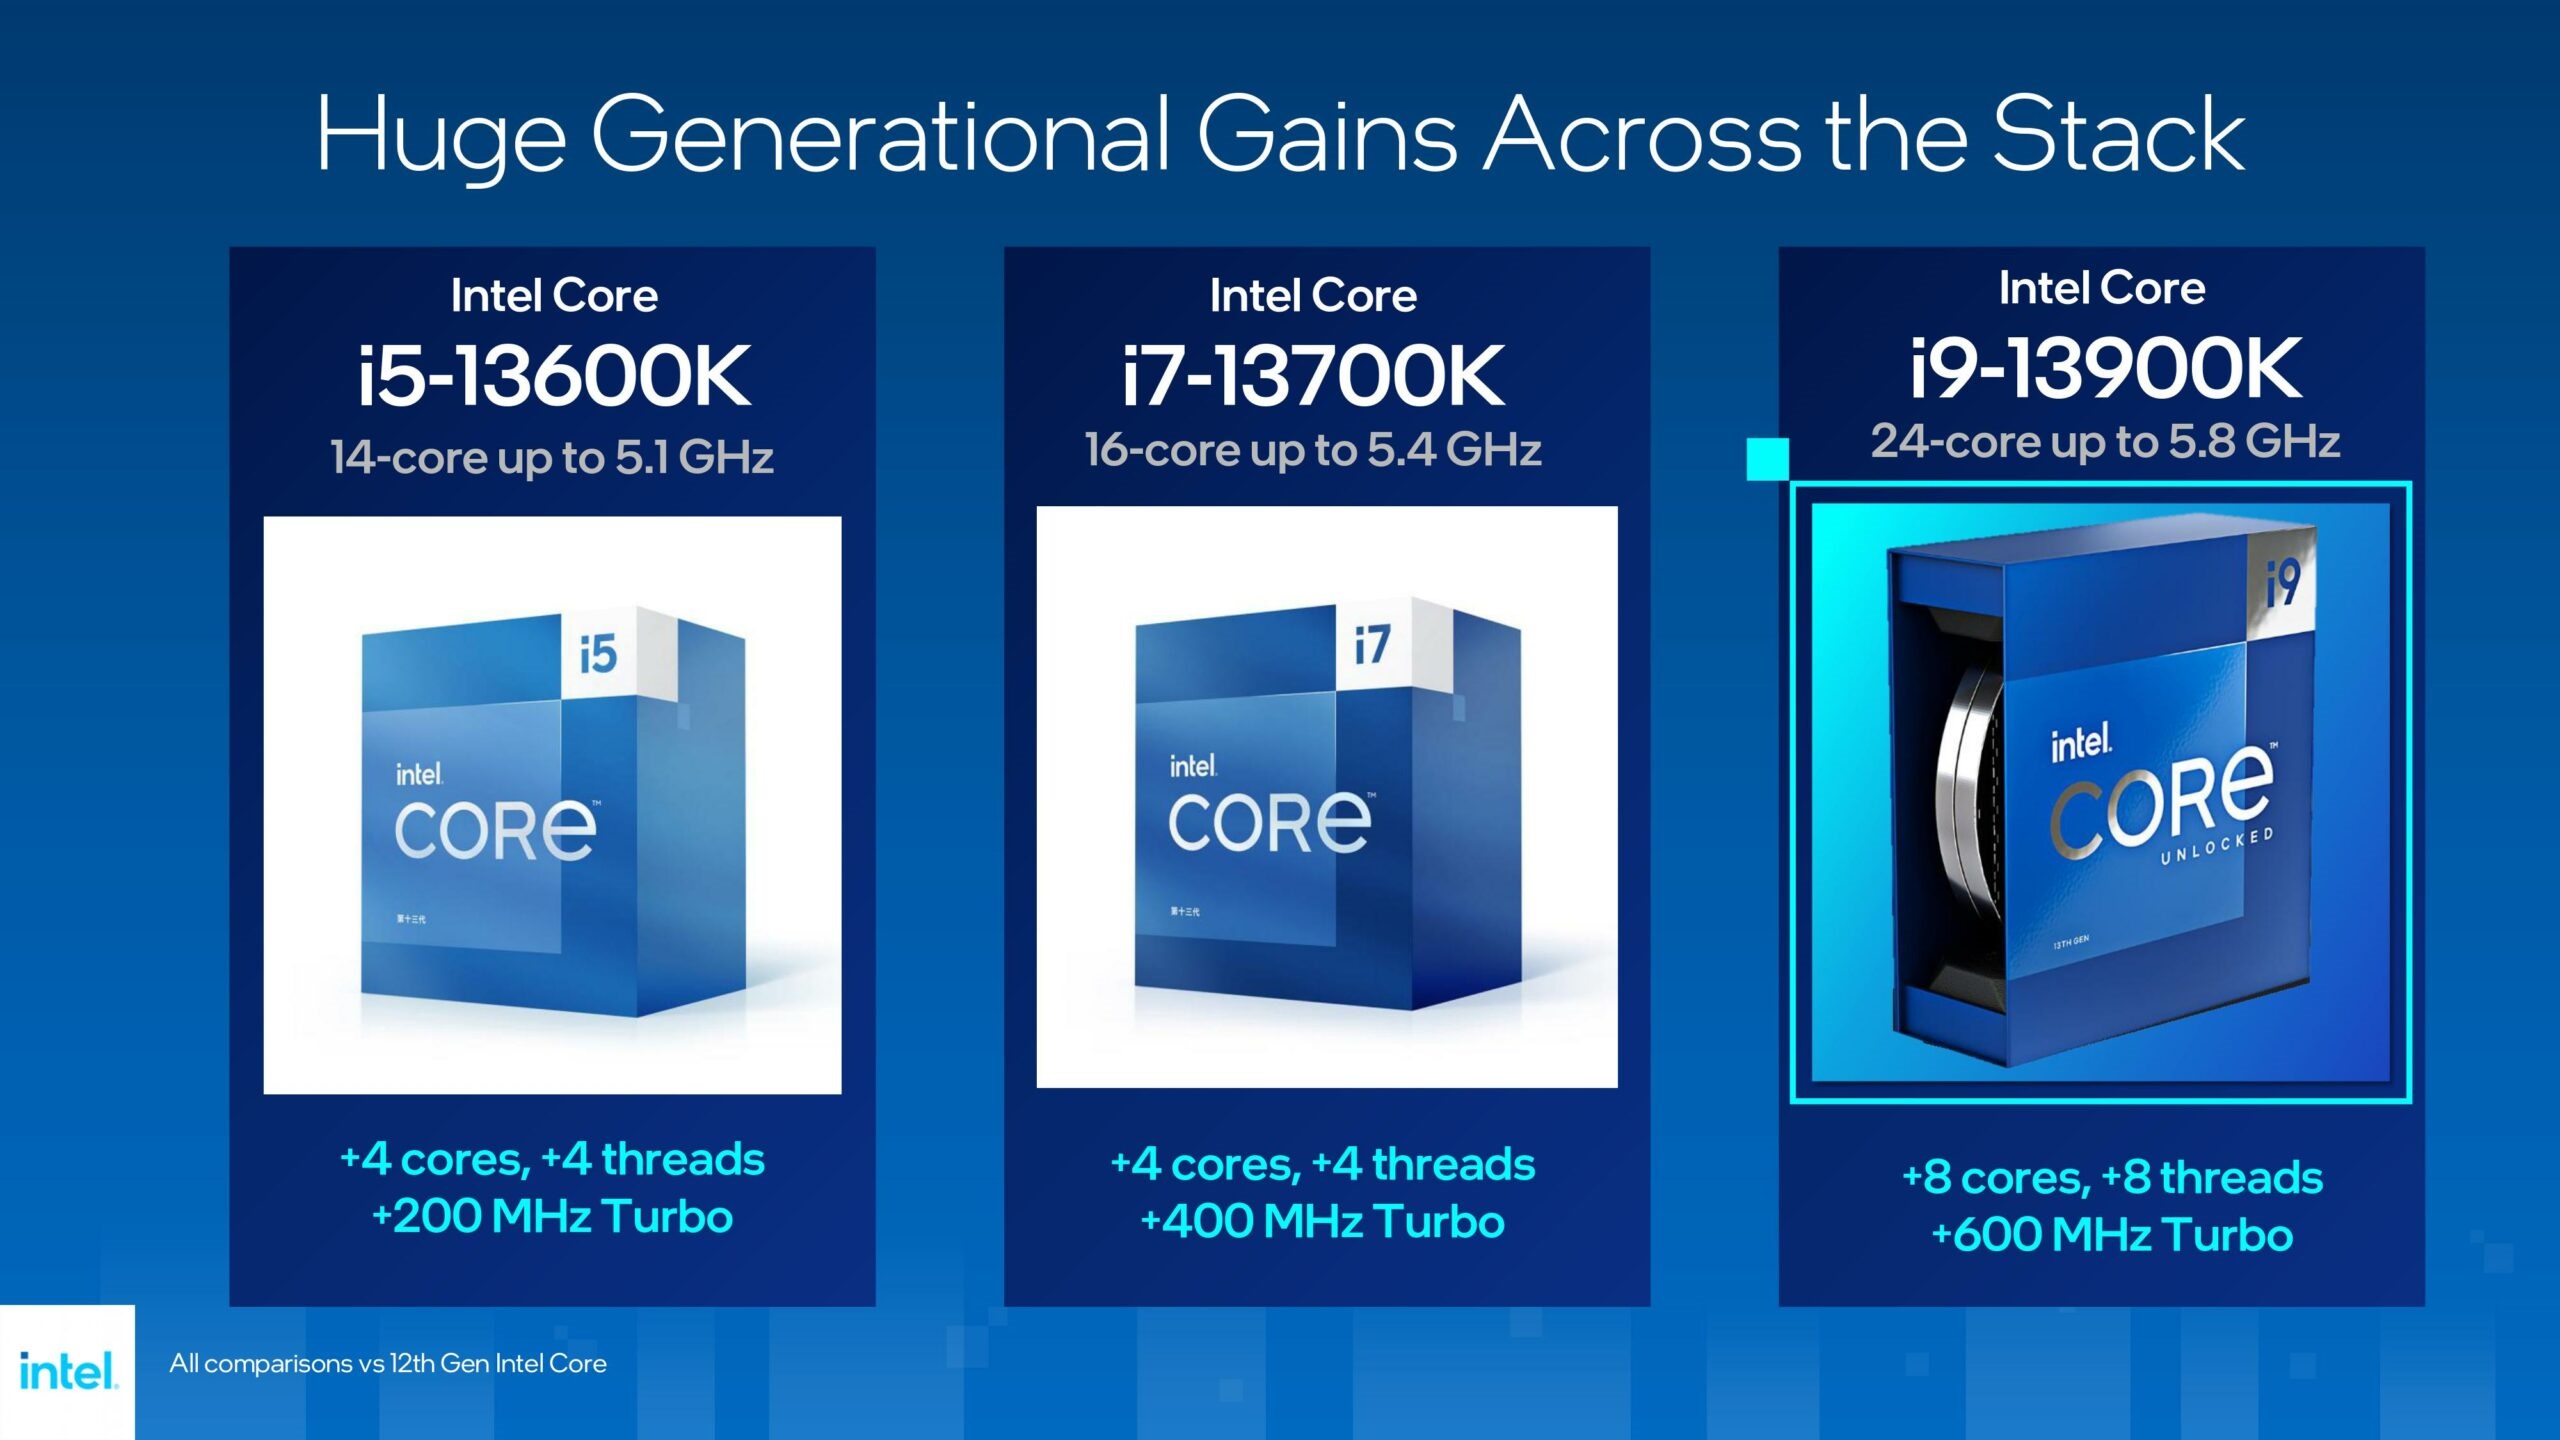 Huge Generational Gains Across the Stack
Intel Core
i5-13600K
14-core up to 5.1 GHz
i5
intel.
CORe™
第十三代
+4 cores, +4 threads
+200 MHz Turbo
Intel Core
i7-13700K
16-core up to 5.4 GHz
i7
intel.
CORe™
第十三代
+4 cores, +4 threads
+400 MHz Turbo
Intel Core
i9-13900K
24-core up to 5.8 GHz
i9
intel.
CORe™
UNLOCKED
13TH GEN
+8 cores, +8 threads
+600 MHz Turbo
intel.
All comparisons vs 12th Gen Intel Core